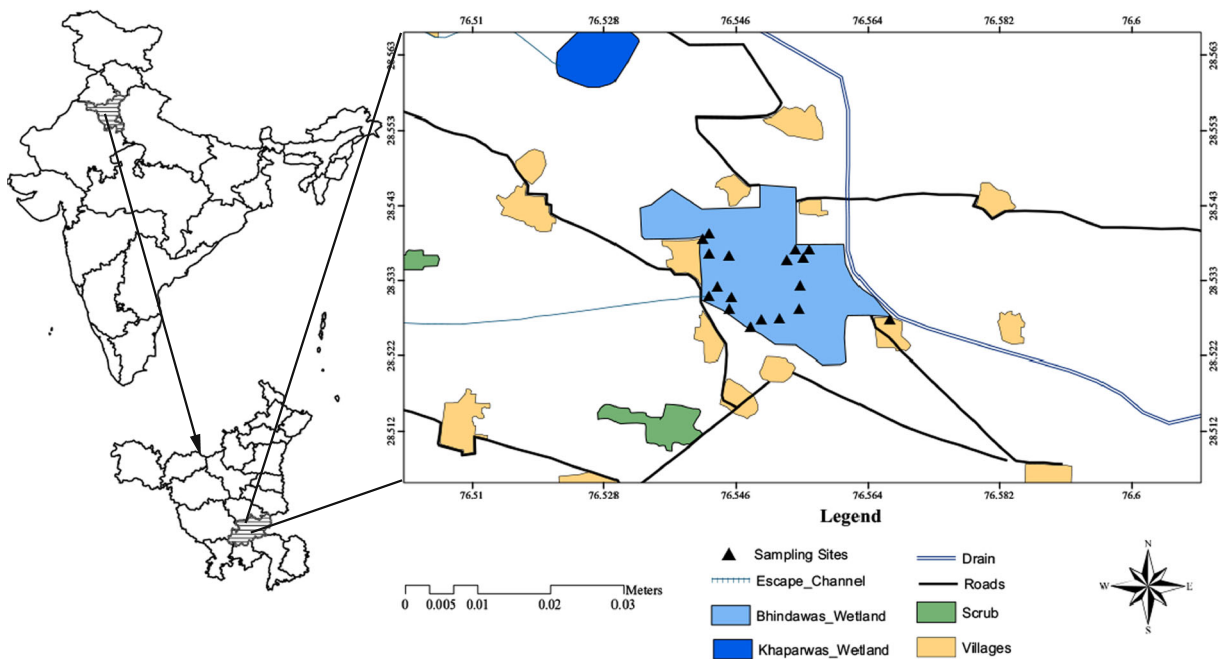 76.51 76.528 76.546 76.564 76.582 76.6
28.563 28.563
28.553 28.553
28.543 28.543
28.533 28.533
28.522 28.522
28.512 28.512
76.51 76.528 76.546 76.564 76.582 76.6
Legend
Sampling Sites
Escape_Channel
Bhindawas_Wetland
Khaparwas_Wetland
Drain
Roads
Scrub
Villages
Meters
0 0.005 0.01 0.02 0.03
N
W E
S